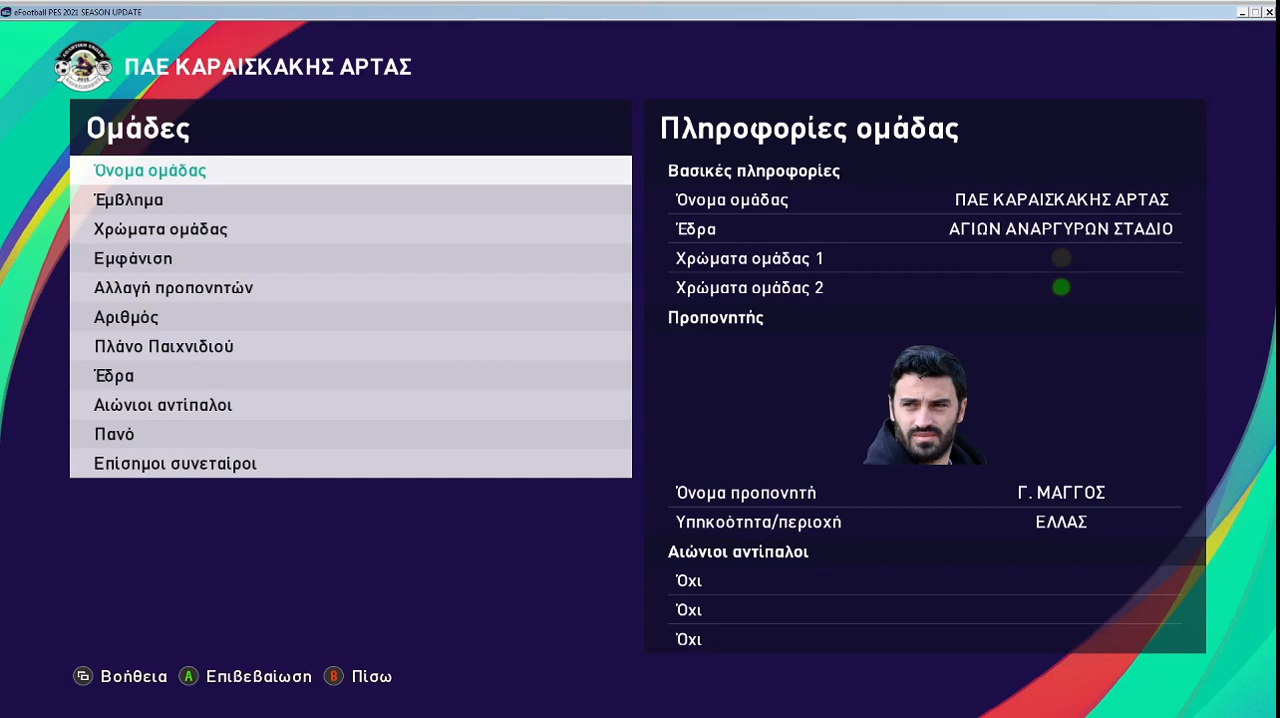 eFootball PES 2021 SEASON UPDATE
ΠΑΕ ΚΑΡΑΙΣΚΑΚΗΣ ΑΡΤΑΣ
Ομάδες
Όνομα ομάδας
Έμβλημα
Χρώματα ομάδας
Εμφάνιση
Αλλαγή προπονητών
Αριθμός
Πλάνο Παιχνιδιού
Έδρα
Αιώνιοι αντίπαλοι
Πανό
Επίσημοι συνεταίροι
Πληροφορίες ομάδας
Βασικές πληροφορίες
Όνομα ομάδας ΠΑΕ ΚΑΡΑΙΣΚΑΚΗΣ ΑΡΤΑΣ
Έδρα ΑΓΙΩΝ ΑΝΑΡΓΥΡΩΝ ΣΤΑΔΙΟ
Χρώματα ομάδας 1
Χρώματα ομάδας 2
Προπονητής
Όνομα προπονητή Γ. ΜΑΓΓΟΣ
Υπηκοότητα/περιοχή ΕΛΛΑΣ
Αιώνιοι αντίπαλοι
Όχι
Όχι
Όχι
Βοήθεια A Επιβεβαίωση B Πίσω